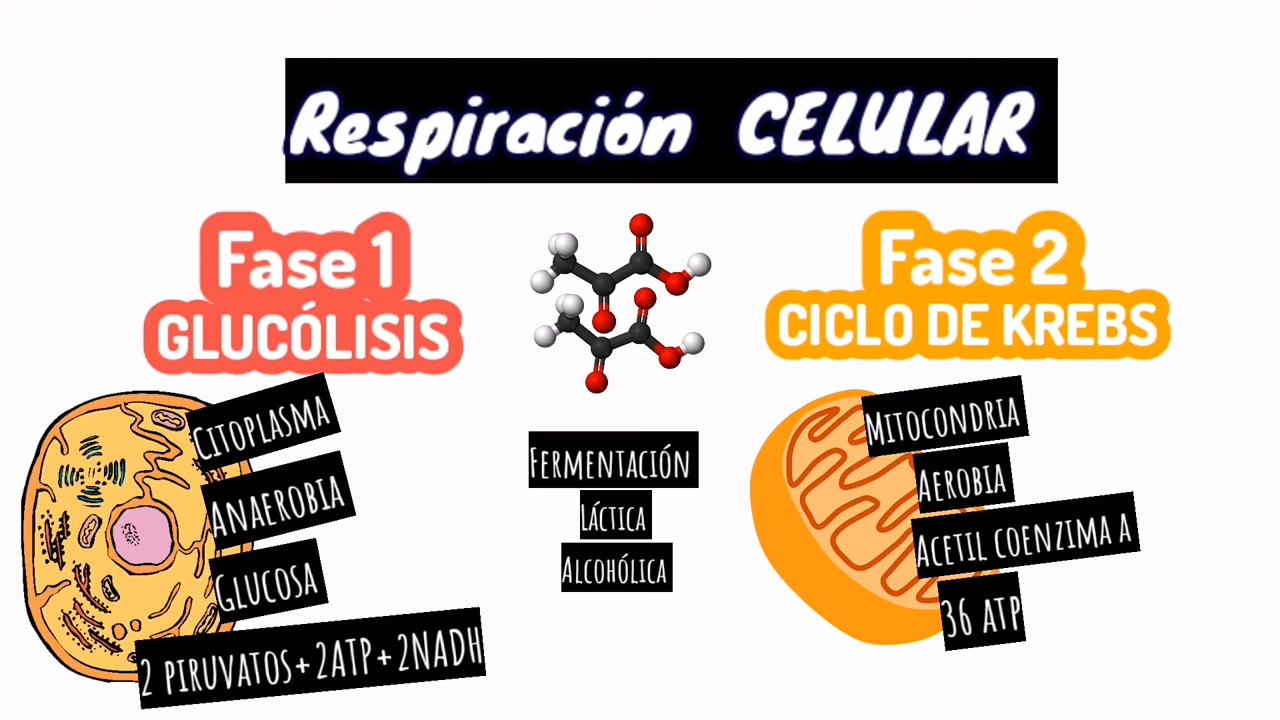 Respiración CELULAR
Fase 1
GLUCÓLISIS
Citoplasma
Anaerobia
Glucosa
2 piruvatos + 2ATP + 2NADH
Fermentación
Láctica
Alcohólica
Fase 2
CICLO DE KREBS
Mitocondria
Aerobia
Acetil coenzima A
36 ATP